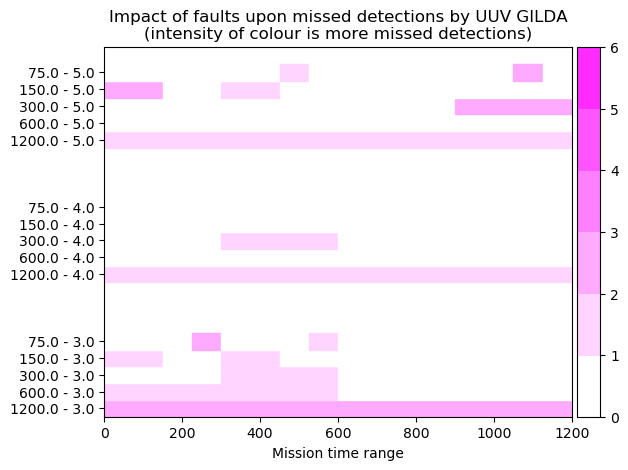 Impact of faults upon missed detections by UUV GILDA
(intensity of colour is more missed detections)
75.0 - 5.0
150.0 - 5.0
300.0 - 5.0
600.0 - 5.0
1200.0 - 5.0
75.0 - 4.0
150.0 - 4.0
300.0 - 4.0
600.0 - 4.0
1200.0 - 4.0
75.0 - 3.0
150.0 - 3.0
300.0 - 3.0
600.0 - 3.0
1200.0 - 3.0
0 200 400 600 800 1000 1200
Mission time range
6
5
4
3
2
1
0